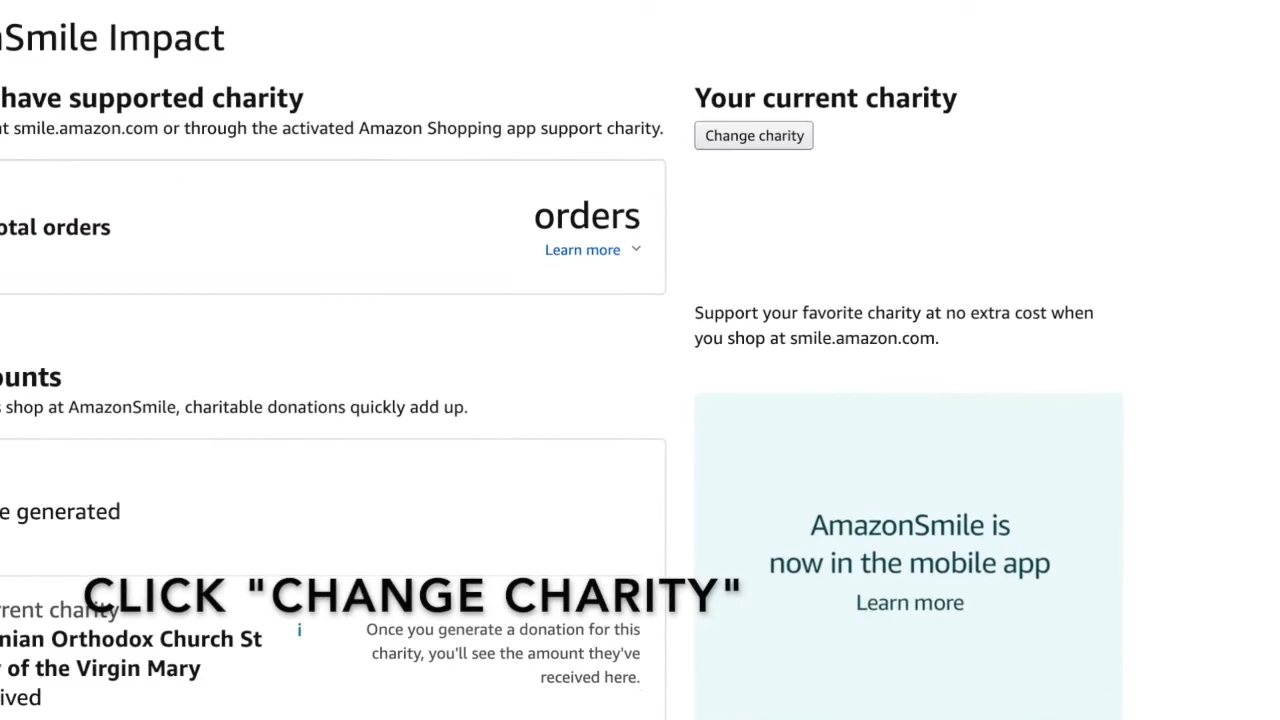 Smile Impact
have supported charity
at smile.amazon.com or through the activated Amazon Shopping app support charity.
otal orders
orders
Learn more
ounts
s shop at AmazonSmile, charitable donations quickly add up.
e generated
rrent charity
nian Orthodox Church St
y of the Virgin Mary
ived
i
Once you generate a donation for this
charity, you'll see the amount they've
received here.
CLICK "CHANGE CHARITY"
Your current charity
Change charity
Support your favorite charity at no extra cost when
you shop at smile.amazon.com.
AmazonSmile is
now in the mobile app
Learn more